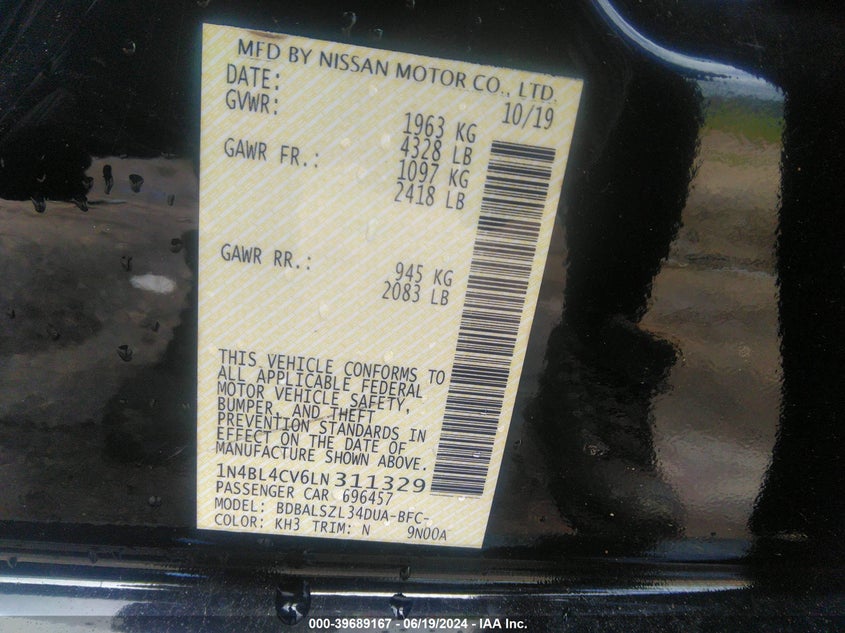 MFD BY NISSAN MOTOR CO., LTD.
DATE: 10/19
GVWR: 1963 KG
4328 LB
GAWR FR.: 1097 KG
2418 LB
GAWR RR.: 945 KG
2083 LB
THIS VEHICLE CONFORMS TO
ALL APPLICABLE FEDERAL
MOTOR VEHICLE SAFETY,
BUMPER, AND THEFT
PREVENTION STANDARDS IN
EFFECT ON THE DATE OF
MANUFACTURE SHOWN ABOVE.
1N4BL4CV6LN311329
PASSENGER CAR 696457
MODEL: BDBALSZL34DUA-BFC-
COLOR: KH3 TRIM: N 9N00A
000-39689167 - 06/19/2024 - IAA Inc.